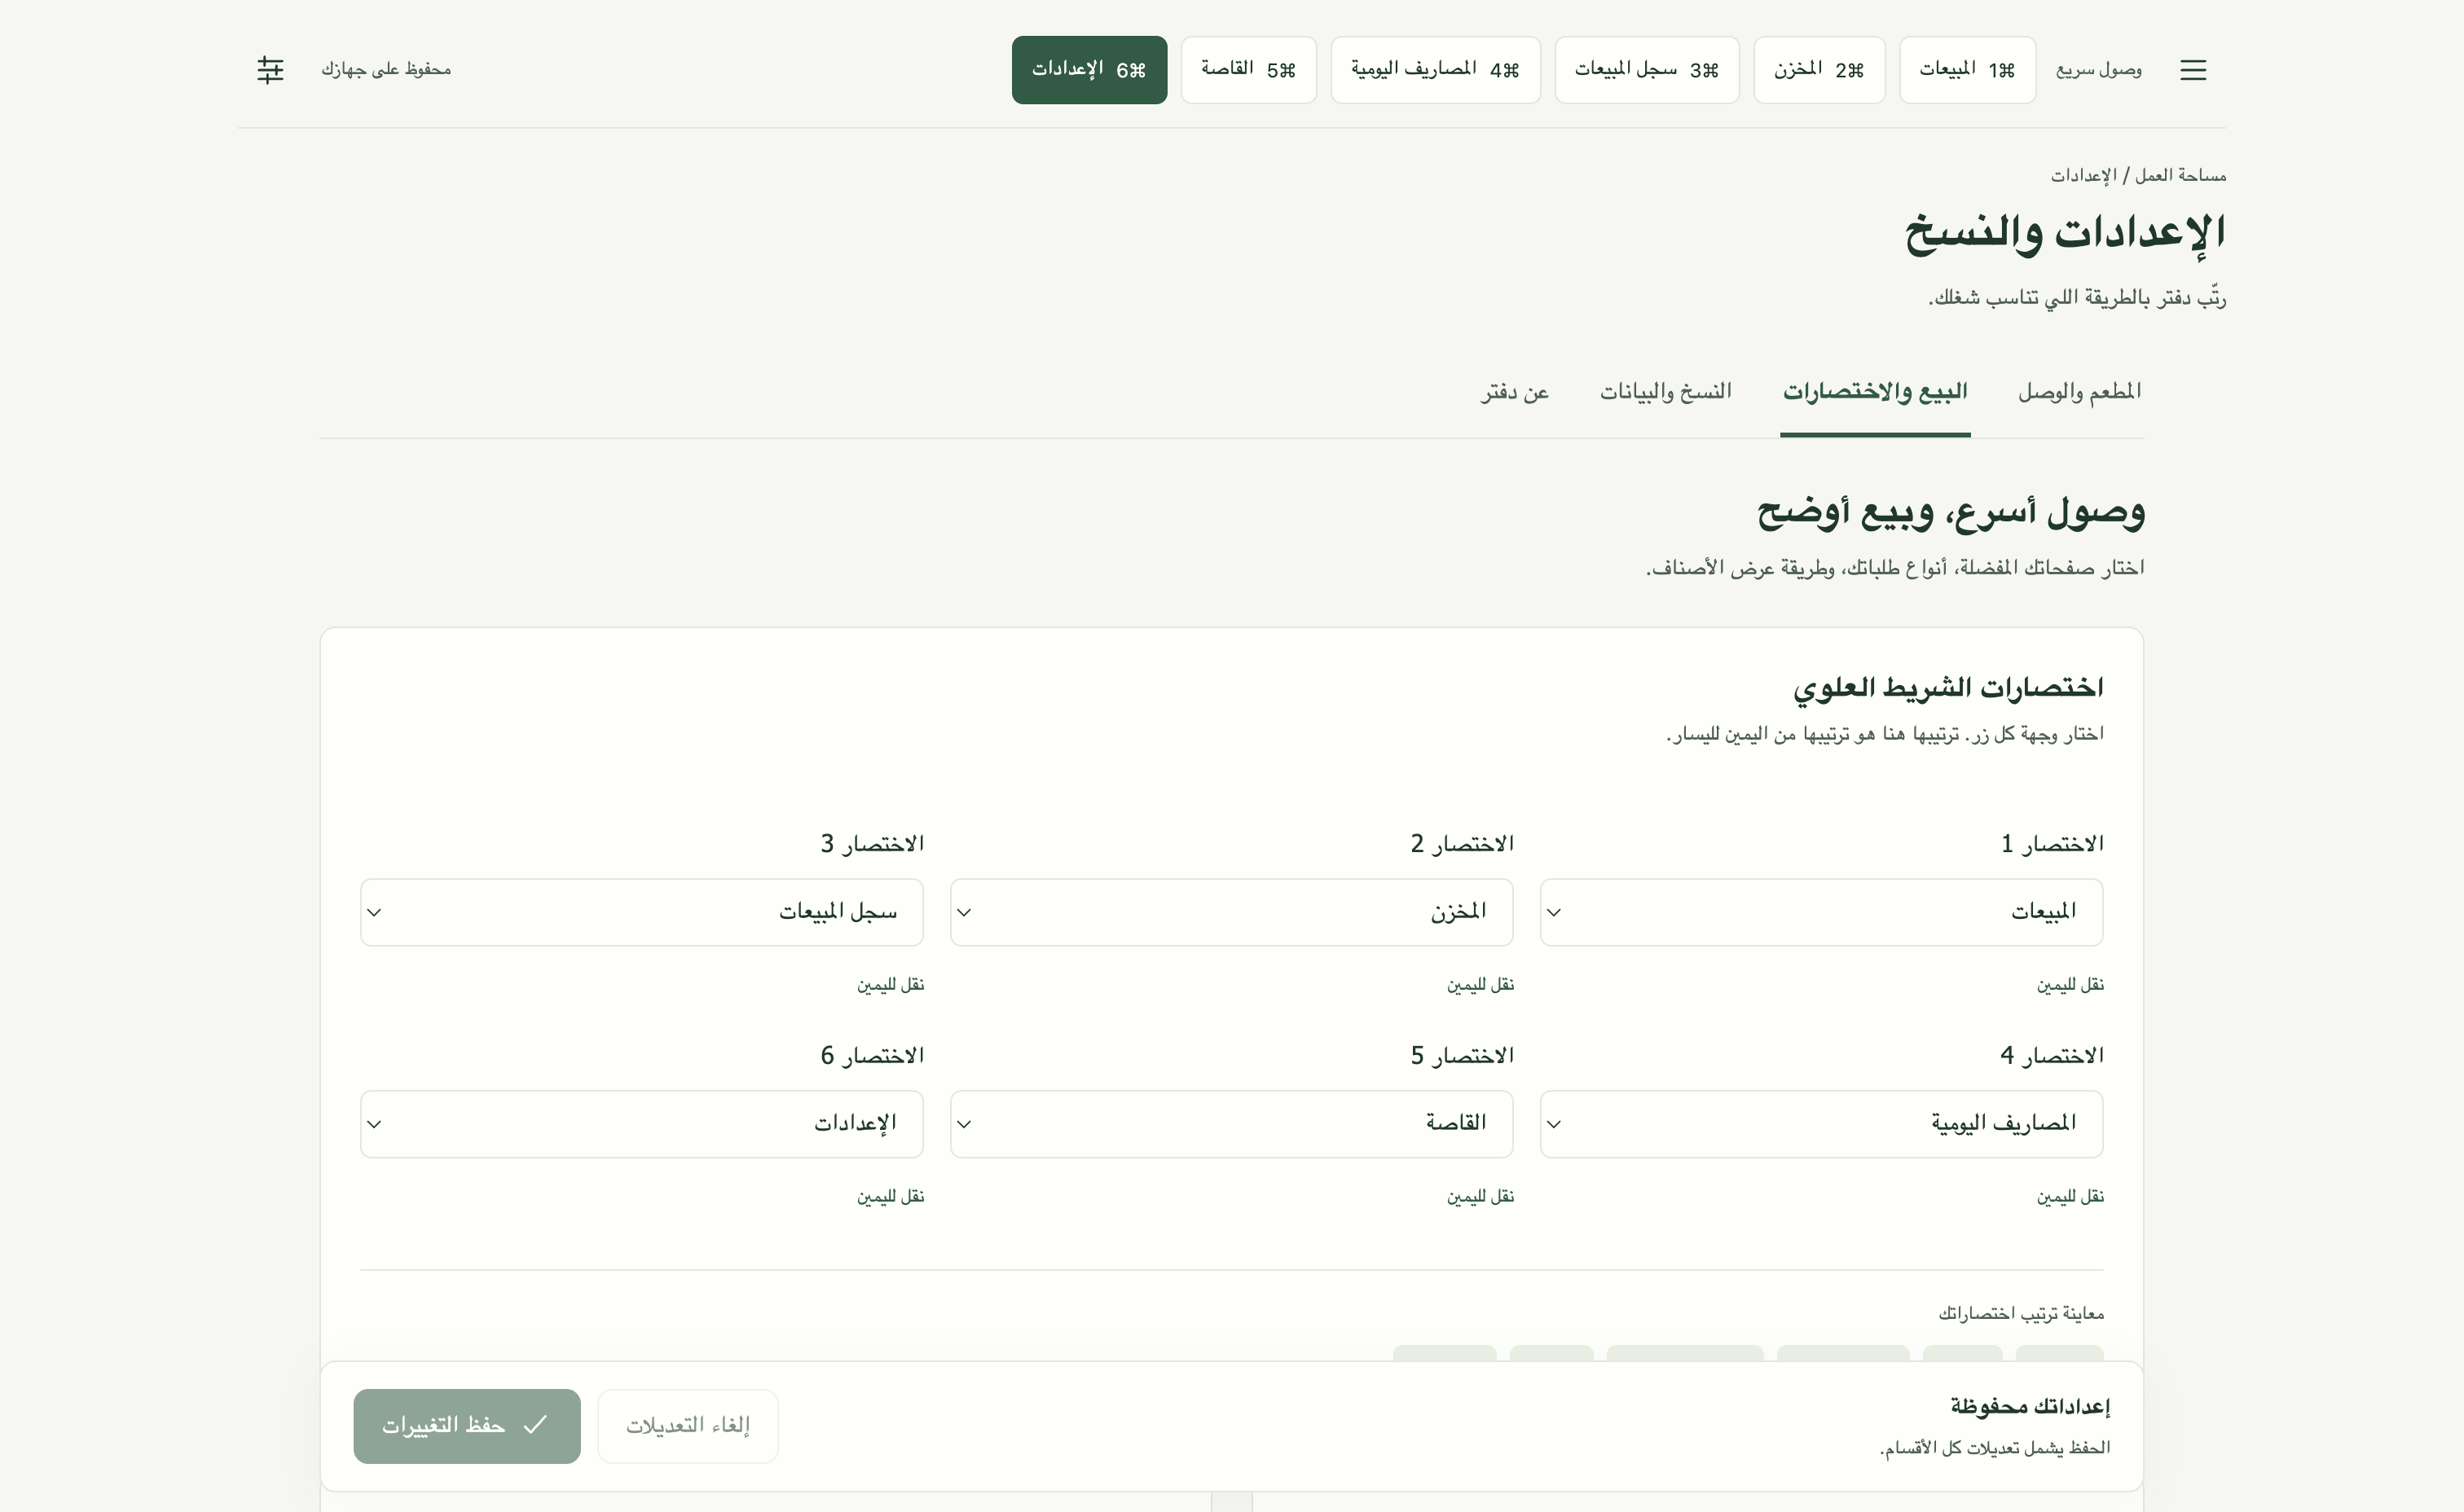 وصول سريع
⌘1 المبيعات
⌘2 المخزن
⌘3 سجل المبيعات
⌘4 المصاريف اليومية
⌘5 القاصة
⌘6 الإعدادات
محفوظ على جهازك
مساحة العمل / الإعدادات
الإعدادات والنسخ
رتّب دفتر بالطريقة اللي تناسب شغلك.
المطعم والوصل
البيع والاختصارات
النسخ والبيانات
عن دفتر
وصول أسرع، وبيع أوضح
اختار صفحاتك المفضلة، أنواع طلباتك، وطريقة عرض الأصناف.
اختصارات الشريط العلوي
اختار وجهة كل زر. ترتيبها هنا هو ترتيبها من اليمين لليسار.
الاختصار 1
المبيعات
نقل لليمين
الاختصار 2
المخزن
نقل لليمين
الاختصار 3
سجل المبيعات
نقل لليمين
الاختصار 4
المصاريف اليومية
نقل لليمين
الاختصار 5
القاصة
نقل لليمين
الاختصار 6
الإعدادات
نقل لليمين
معاينة ترتيب اختصاراتك
إعداداتك محفوظة
الحفظ يشمل تعديلات كل الأقسام.
إلغاء التعديلات
حفظ التغييرات